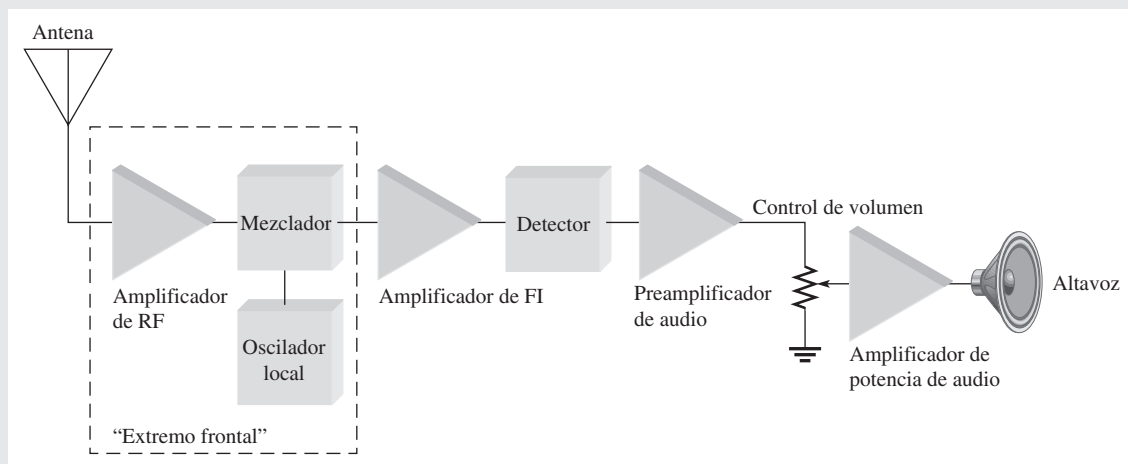 Antena
Mezclador
Detector
Control de volumen
Amplificador
de RF
Amplificador de FI
Preamplificador
de audio
Altavoz
Oscilador
local
Amplificador de
potencia de audio
“Extremo frontal”